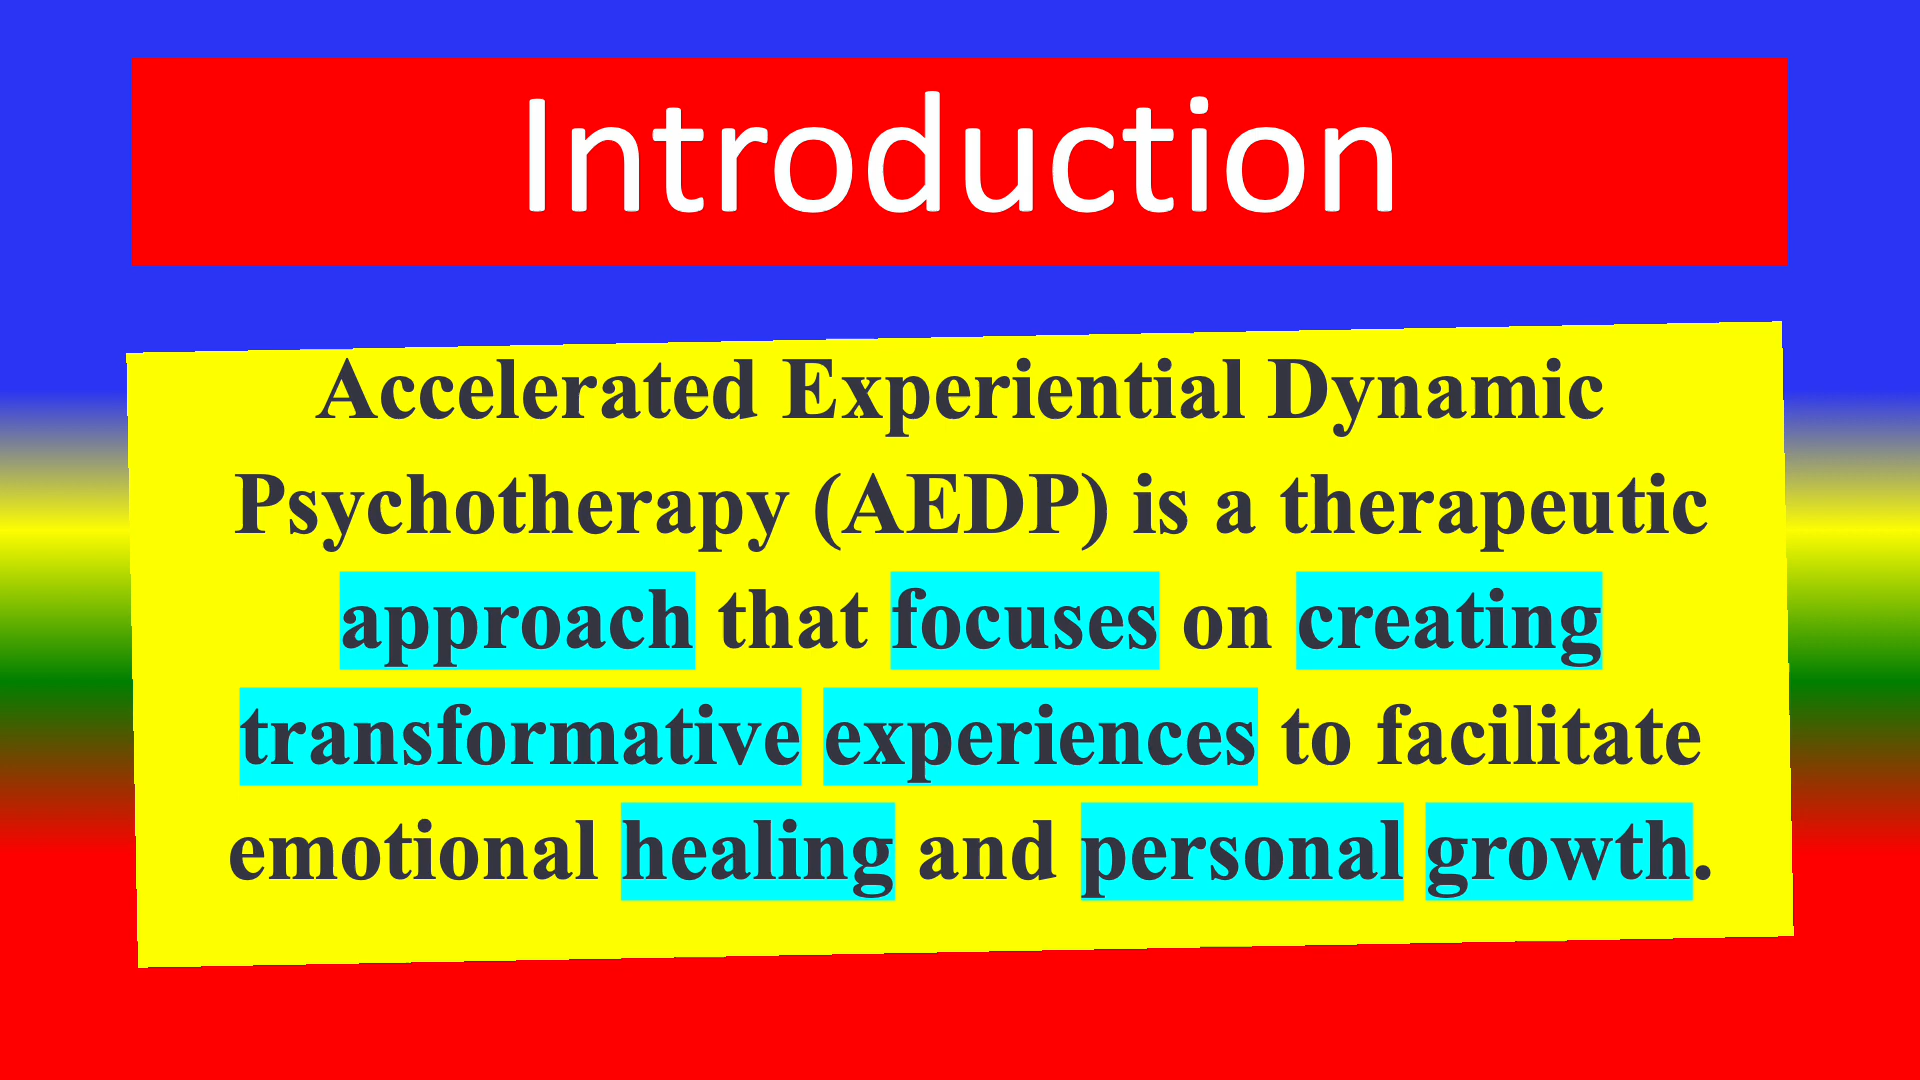 Introduction
Accelerated Experiential Dynamic
Psychotherapy (AEDP) is a therapeutic
approach that focuses on creating
transformative experiences to facilitate
emotional healing and personal growth.